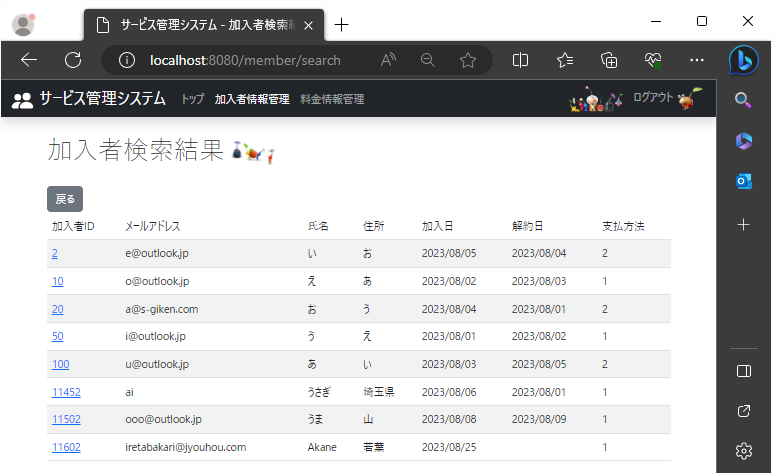 サービス管理システム - 加入者検索結
localhost:8080/member/search
サービス管理システム トップ 加入者情報管理 料金情報管理 ログアウト
加入者検索結果
戻る
加入者ID メールアドレス 氏名 住所 加入日 解約日 支払方法
2 e@outlook.jp い お 2023/08/05 2023/08/04 2
10 o@outlook.jp え あ 2023/08/02 2023/08/03 1
20 a@s-giken.com お う 2023/08/04 2023/08/01 2
50 i@outlook.jp う え 2023/08/01 2023/08/02 1
100 u@outlook.jp あ い 2023/08/03 2023/08/05 2
11452 ai うさぎ 埼玉県 2023/08/06 2023/08/01 1
11502 ooo@outlook.jp うま 山 2023/08/08 2023/08/09 1
11602 iretabakari@jyouhou.com Akane 若葉 2023/08/25 1